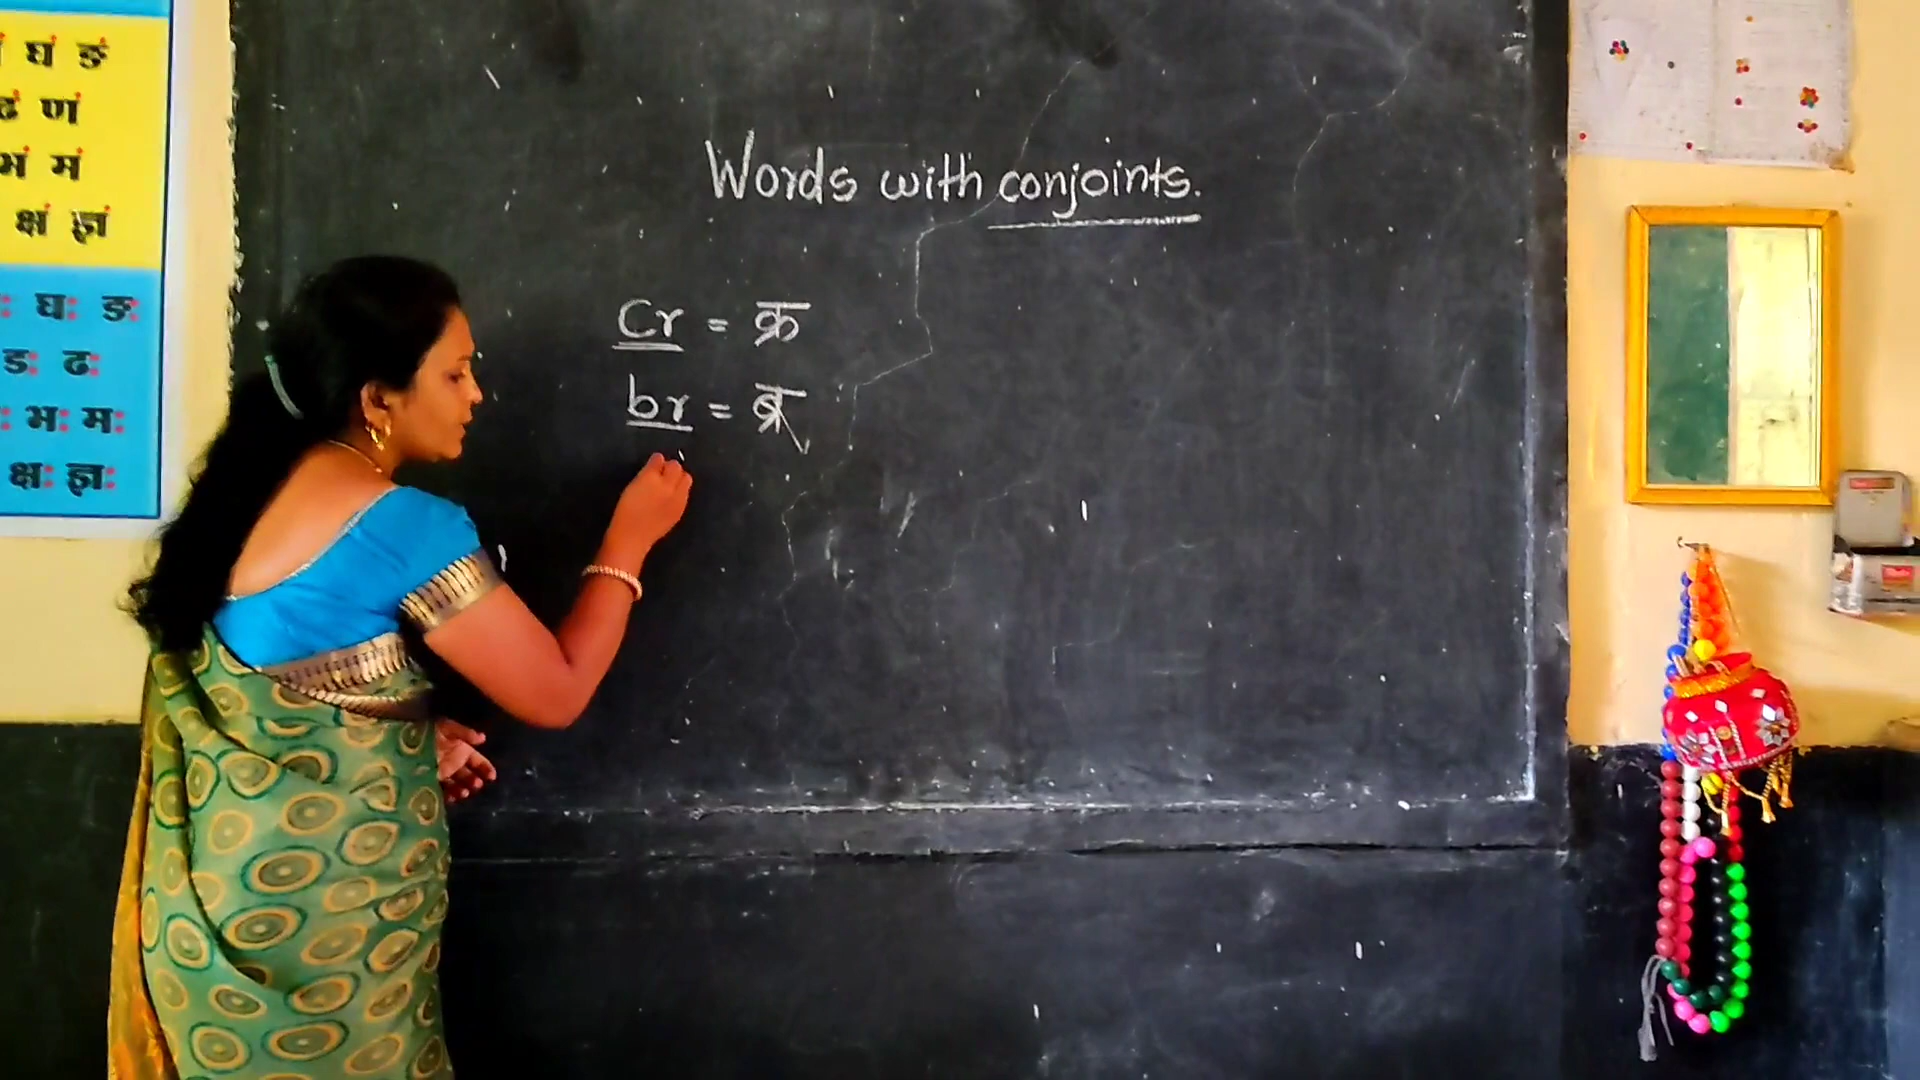 घं ङं
ढं णं
भं मं
क्षं ज्ञं
घः ङः
डः ढः
भः मः
क्षः ज्ञः
Words with conjoints.
Cr = क्र
br = ब्र्